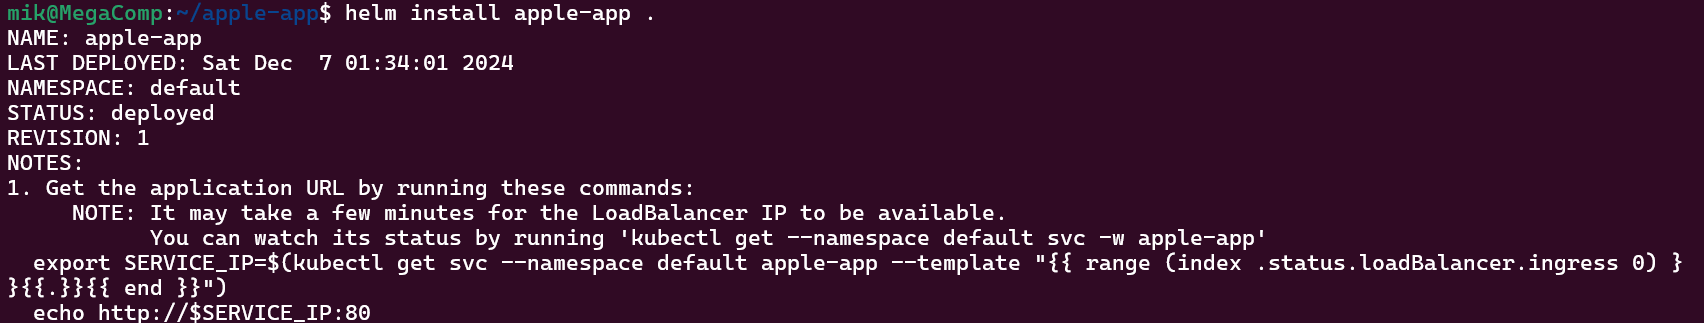 mik@MegaComp:~/apple-app$ helm install apple-app .
NAME: apple-app
LAST DEPLOYED: Sat Dec  7 01:34:01 2024
NAMESPACE: default
STATUS: deployed
REVISION: 1
NOTES:
1. Get the application URL by running these commands:
     NOTE: It may take a few minutes for the LoadBalancer IP to be available.
           You can watch its status by running 'kubectl get --namespace default svc -w apple-app'
  export SERVICE_IP=$(kubectl get svc --namespace default apple-app --template "{{ range (index .status.loadBalancer.ingress 0) }
}{{.}}{{ end }}")
  echo http://$SERVICE_IP:80